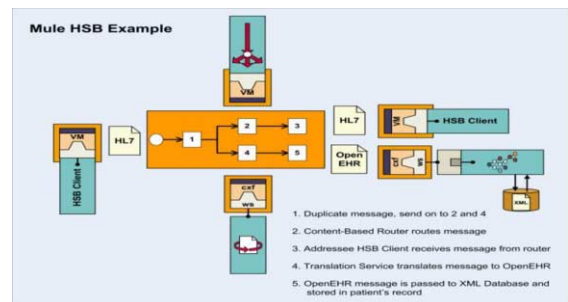 Mule HSB Example
VM
VM
HL7
HSB Client
1
2
3
4
5
HL7
VM
HSB Client
Open
EHR
cxf
ws
XML
cxf
ws
1. Duplicate message, send on to 2 and 4
2. Content-Based Router routes message
3. Addressee HSB Client receives message from router
4. Translation Service translates message to OpenEHR
5. OpenEHR message is passed to XML Database and
stored in patient's record